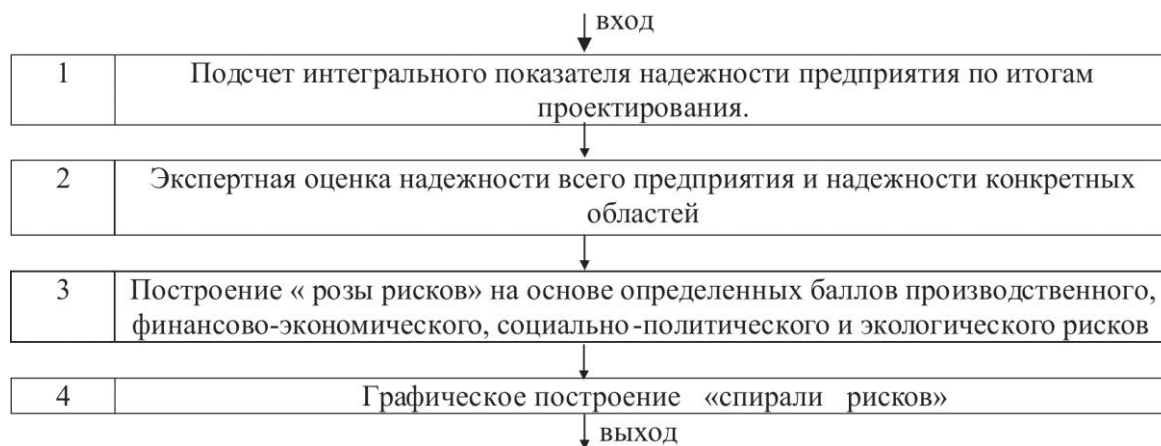 вход
1 Подсчет интегрального показателя надежности предприятия по итогам
проектирования.
2 Экспертная оценка надежности всего предприятия и надежности конкретных
областей
3 Построение « розы рисков» на основе определенных баллов производственного,
финансово-экономического, социально-политического и экологического рисков
4 Графическое построение «спирали рисков»
выход